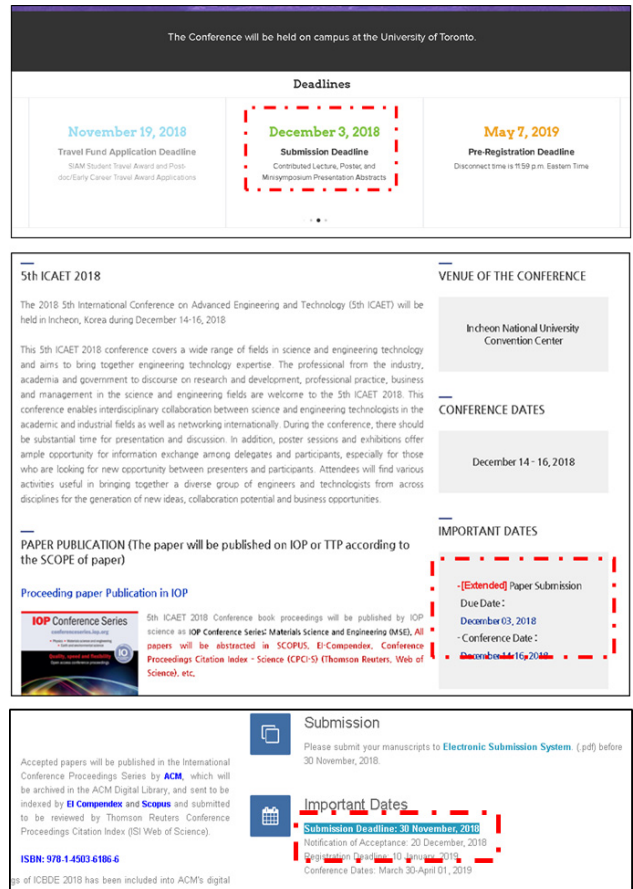 The Conference will be held on campus at the University of Toronto.
Deadlines
November 19, 2018
Travel Fund Application Deadline
SIAM Student Travel Award and Post-
doc/Early Career Travel Award Applications
December 3, 2018
Submission Deadline
Contributed Lecture, Poster, and
Minisymposium Presentation Abstracts
May 7, 2019
Pre-Registration Deadline
Disconnect time is 11:59 p.m. Eastern Time
5th ICAET 2018
The 2018 5th International Conference on Advanced Engineering and Technology (5th ICAET) will be
held in Incheon, Korea during December 14-16, 2018
This 5th ICAET 2018 conference covers a wide range of fields in science and engineering technology
and aims to bring together engineering technology expertise. The professional from the industry,
academia and government to discourse on research and development, professional practice, business
and management in the science and engineering fields are welcome to the 5th ICAET 2018. This
conference enables interdisciplinary collaboration between science and engineering technologists in the
academic and industrial fields as well as networking internationally. During the conference, there should
be substantial time for presentation and discussion. In addition, poster sessions and exhibitions offer
ample opportunity for information exchange among delegates and participants, especially for those
who are looking for new opportunity between presenters and participants. Attendees will find various
activities useful in bringing together a diverse group of engineers and technologists from across
disciplines for the generation of new ideas, collaboration potential and business opportunities.
PAPER PUBLICATION (The paper will be published on IOP or TTP according to
the SCOPE of paper)
Proceeding paper Publication in IOP
IOP Conference Series
conferenceseries.iop.org
Quality, speed and flexibility
Open access conference proceedings
5th ICAET 2018 Conference book proceedings will be published by IOP
science as IOP Conference Series: Materials Science and Engineering (MSE), All
papers will be abstracted in SCOPUS, EI-Compendex, Conference
Proceedings Citation Index - Science (CPCI-S) (Thomson Reuters, Web of
Science), etc,
VENUE OF THE CONFERENCE
Incheon National University
Convention Center
CONFERENCE DATES
December 14 - 16, 2018
IMPORTANT DATES
-[Extended] Paper Submission
Due Date :
December 03, 2018
- Conference Date :
December 14-16, 2018
Accepted papers will be published in the International
Conference Proceedings Series by ACM, which will
be archived in the ACM Digital Library, and sent to be
indexed by EI Compendex and Scopus and submitted
to be reviewed by Thomson Reuters Conference
Proceedings Citation Index (ISI Web of Science).
ISBN: 978-1-4503-6186-6
gs of ICBDE 2018 has been included into ACM's digital
Submission
Please submit your manuscripts to Electronic Submission System. (.pdf) before
30 November, 2018.
Important Dates
Submission Deadline: 30 November, 2018
Notification of Acceptance: 20 December, 2018
Registration Deadline: 10 January, 2019
Conference Dates: March 30-April 01, 2019